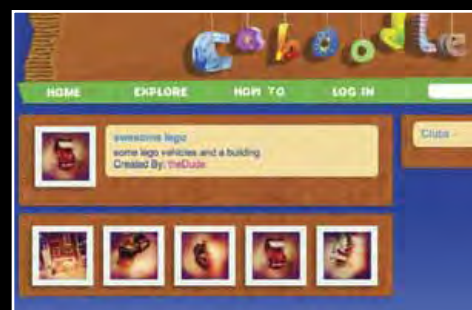 Caboodle
HOME EXPLORE HOW TO LOG IN
awesome lego
some lego vehicles and a building
Created By: theDude
Clubs